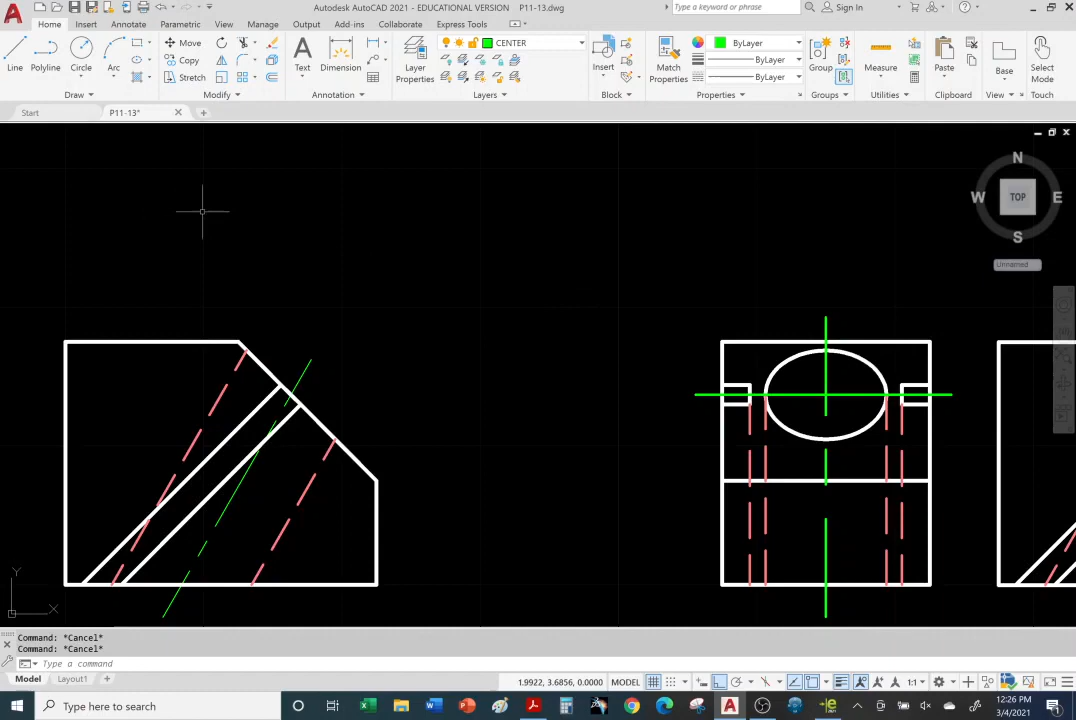 Autodesk AutoCAD 2021 - EDUCATIONAL VERSION P11-13.dwg
Type a keyword or phrase
Sign In
Home Insert Annotate Parametric View Manage Output Add-ins Collaborate Express Tools
Line Polyline Circle Arc
Move
Copy
Stretch
Text Dimension
Layer
Properties
CENTER
Insert
Match
Properties
ByLayer
ByLayer
ByLayer
Group
Measure
Paste
Base
Select
Mode
Draw Modify Annotation Layers Block Properties Groups Utilities Clipboard View Touch
Start P11-13*
N
W TOP E
S
Unnamed
Y
X
Command: *Cancel*
Command: *Cancel*
Type a command
Model Layout1
1.9922, 3.6856, 0.0000 MODEL 1:1
Type here to search
12:26 PM
3/4/2021